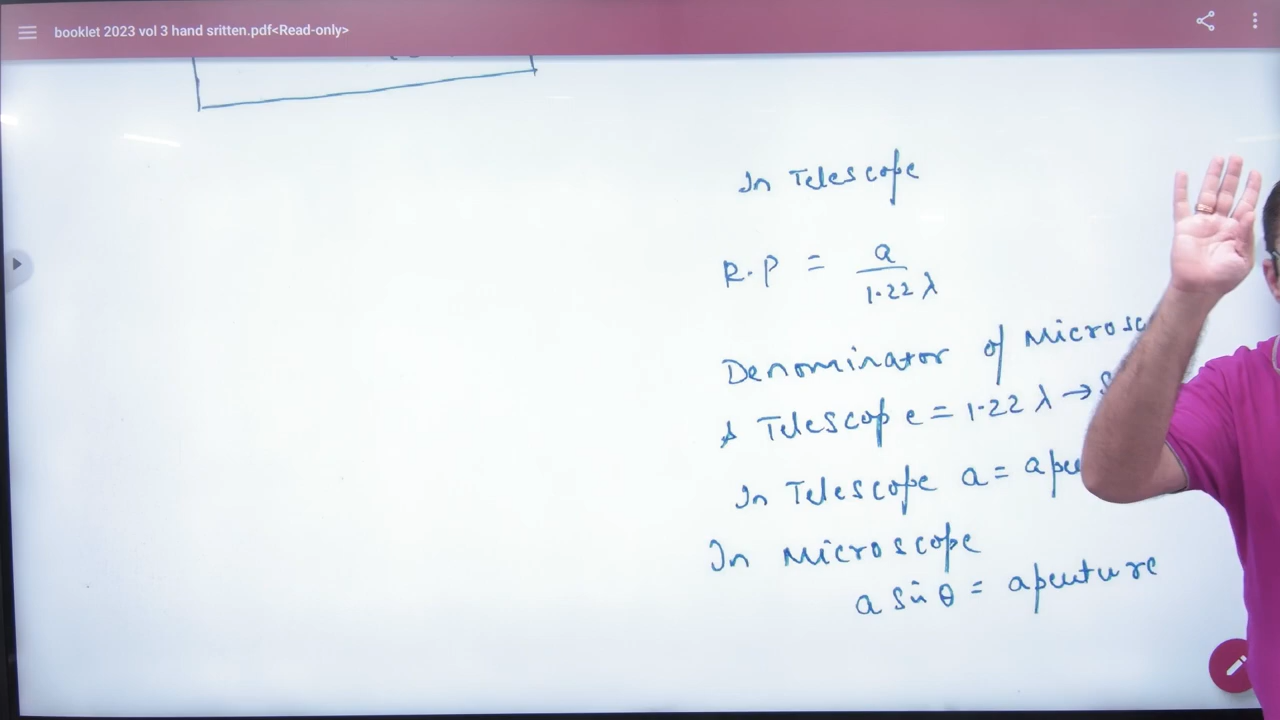 booklet 2023 vol 3 hand sritten.pdf<Read-only>
In Telescope
R.P = a / 1.22 λ
Denominator of
Telescope = 1.22 λ →
In Telescope a =
In Microscope
a sin θ = aperture